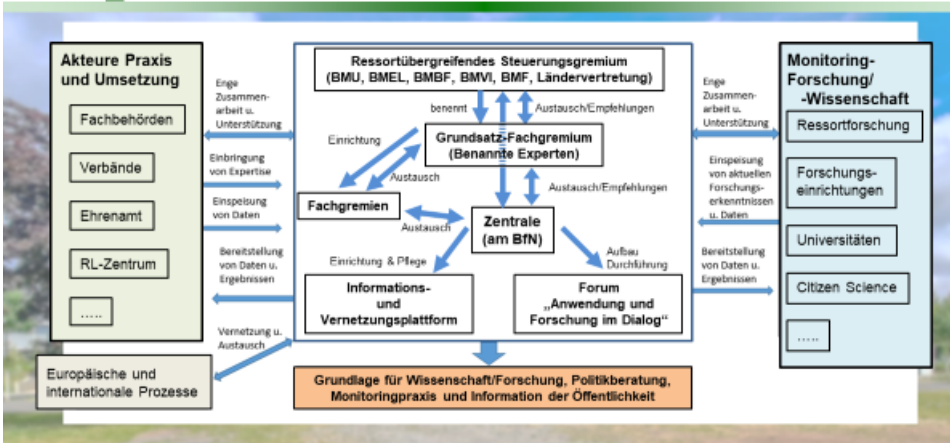 Akteure Praxis
und Umsetzung
Fachbehörden
Verbände
Ehrenamt
RL-Zentrum
.....
Europäische und
internationale Prozesse
Enge
Zusammen-
arbeit u.
Unterstützung
Einbringung
von Expertise
Einspeisung
von Daten
Bereitstellung
von Daten u.
Ergebnissen
Vernetzung u.
Austausch
Ressortübergreifendes Steuerungsgremium
(BMU, BMEL, BMBF, BMVI, BMF, Ländervertretung)
benennt
Austausch/Empfehlungen
Einrichtung
Grundsatz-Fachgremium
(Benannte Experten)
Austausch
Austausch/Empfehlungen
Fachgremien
Austausch
Zentrale
(am BfN)
Einrichtung & Pflege
Aufbau
Durchführung
Informations-
und
Vernetzungsplattform
Forum
„Anwendung und
Forschung im Dialog“
Grundlage für Wissenschaft/Forschung, Politikberatung,
Monitoringpraxis und Information der Öffentlichkeit
Enge
Zusammen-
arbeit u.
Unterstützung
Einspeisung
von aktuellen
Forschungs-
erkenntnissen
u. Daten
Bereitstellung
von Daten u.
Ergebnissen
Monitoring-
Forschung/
-Wissenschaft
Ressortforschung
Forschungs-
einrichtungen
Universitäten
Citizen Science
.....